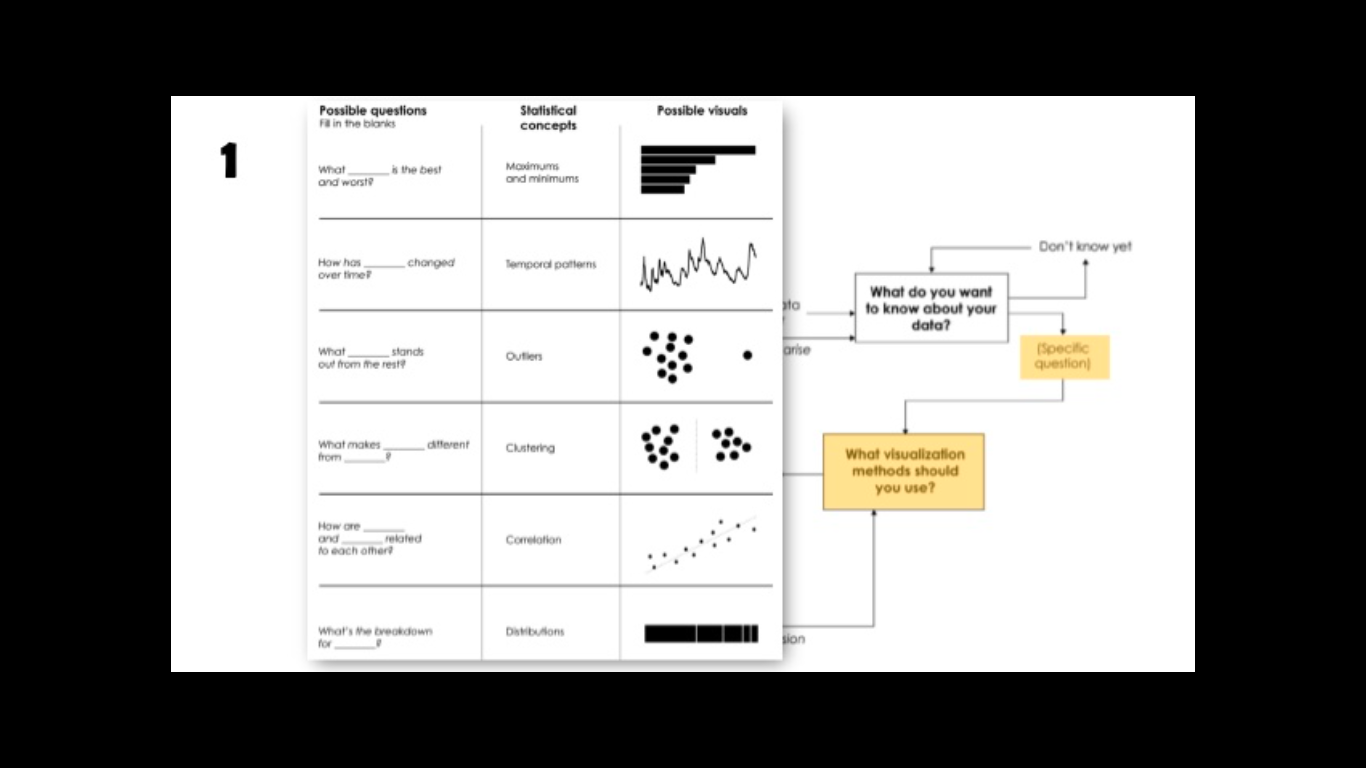 1
Possible questions
Fill in the blanks
Statistical
concepts
Possible visuals
What _______ is the best
and worst?
Maximums
and minimums
How has _______ changed
over time?
Temporal patterns
What _______ stands
out from the rest?
Outliers
What makes _______ different
from _______?
Clustering
How are _______
and _______ related
to each other?
Correlation
What's the breakdown
for _______?
Distributions
Don't know yet
What do you want
to know about your
data?
arise
[Specific
question]
What visualization
methods should
you use?
sion